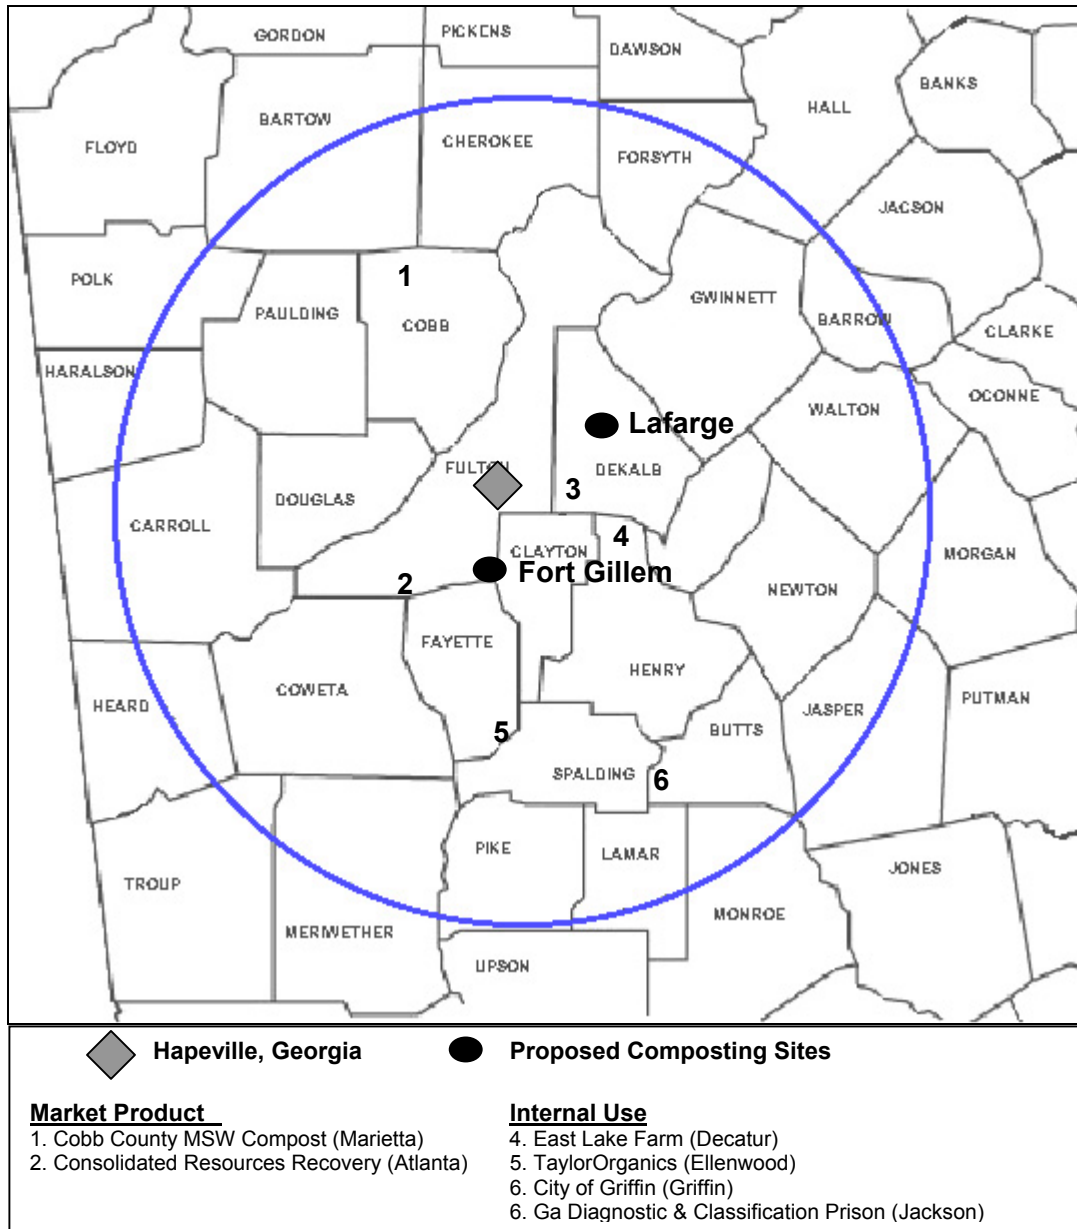 GORDON
PICKENS
DAWSON
BANKS
HALL
BARTOW
CHEROKEE
FLOYD
FORSYTH
JACSON
POLK
1
GWINNETT
PAULDING
COBB
BARROW
CLARKE
HARALSON
OCONNE
WALTON
Lafarge
FULTON
DEKALB
3
DOUGLAS
CARROLL
4
CLAYTON
MORGAN
Fort Gillem
2
NEWTON
FAYETTE
HENRY
COWETA
PUTMAN
HEARD
JASPER
5
BUTTS
SPALDING
6
PIKE
LAMAR
JONES
TROUP
MONROE
MERIWETHER
UPSON
Hapeville, Georgia
Proposed Composting Sites
Market Product
1. Cobb County MSW Compost (Marietta)
2. Consolidated Resources Recovery (Atlanta)
Internal Use
4. East Lake Farm (Decatur)
5. TaylorOrganics (Ellenwood)
6. City of Griffin (Griffin)
6. Ga Diagnostic & Classification Prison (Jackson)